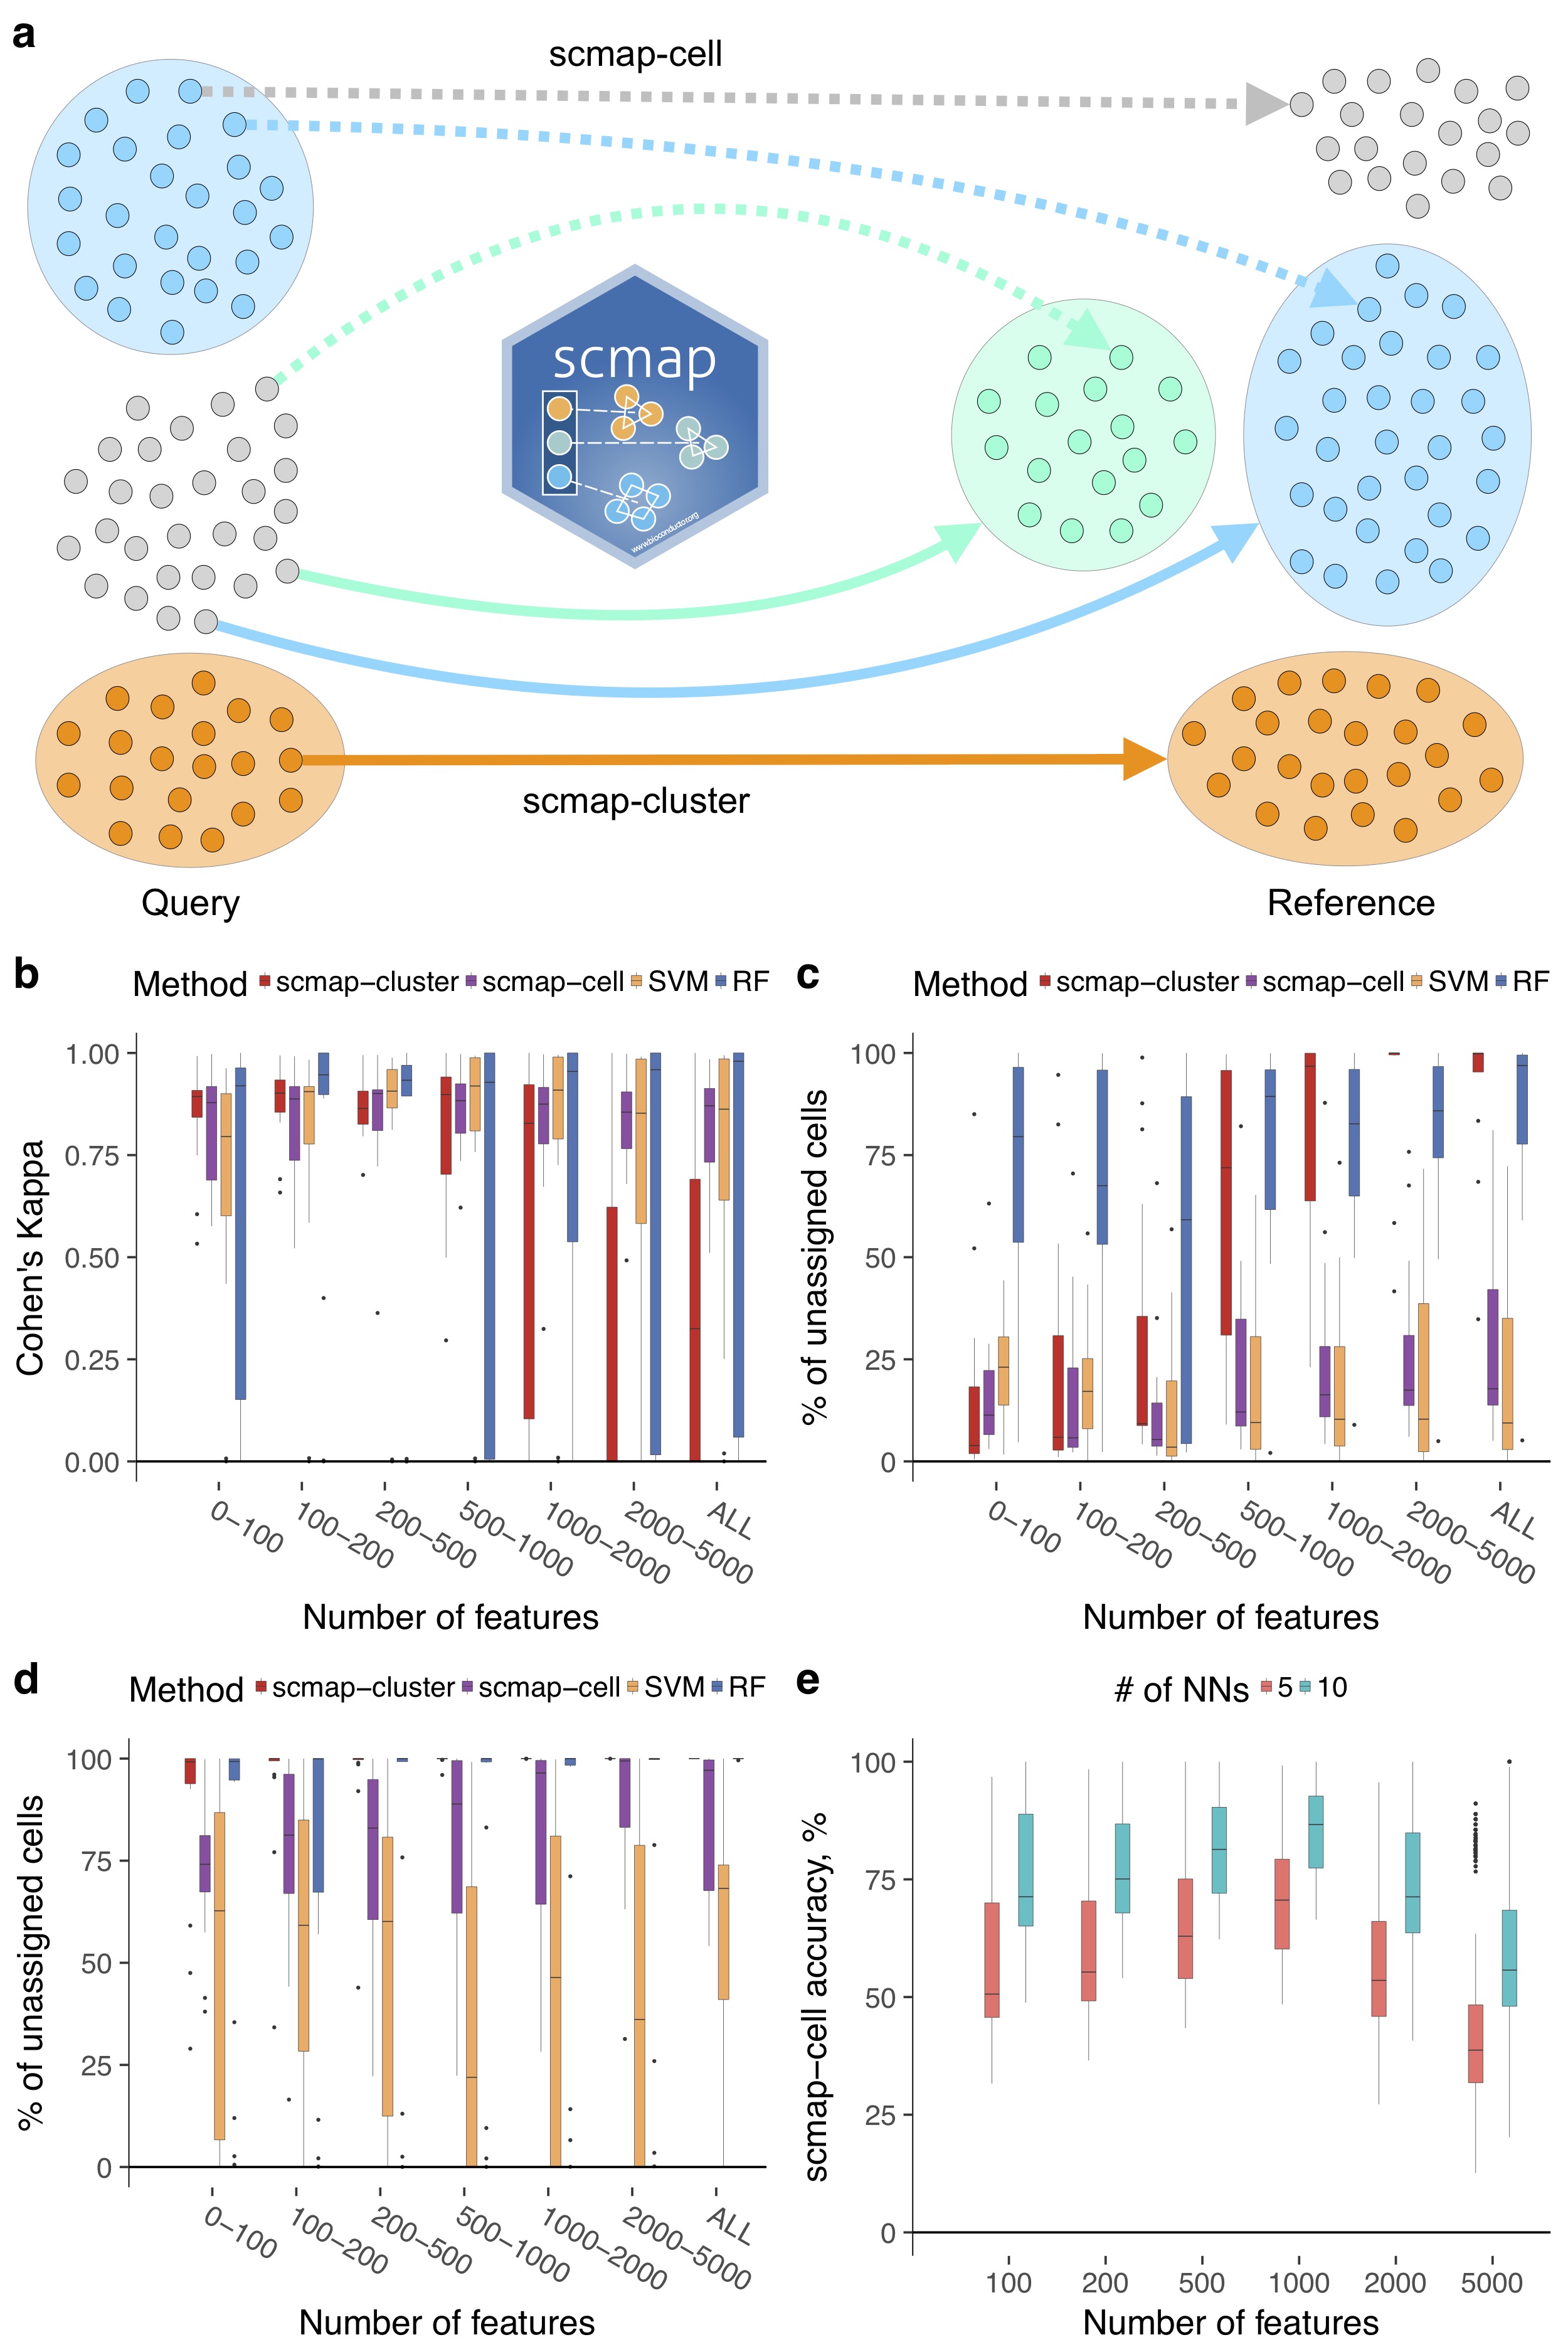 a
scmap-cell
scmap
www.bioconductor.org
scmap-cluster
Query
Reference
b
Method scmap−cluster scmap−cell SVM RF
Cohen's Kappa
1.00
0.75
0.50
0.25
0.00
0−100
100−200
200−500
500−1000
1000−2000
2000−5000
ALL
Number of features
c
Method scmap−cluster scmap−cell SVM RF
% of unassigned cells
100
75
50
25
0
0−100
100−200
200−500
500−1000
1000−2000
2000−5000
ALL
Number of features
d
Method scmap−cluster scmap−cell SVM RF
% of unassigned cells
100
75
50
25
0
0−100
100−200
200−500
500−1000
1000−2000
2000−5000
ALL
Number of features
e
# of NNs 5 10
scmap−cell accuracy, %
100
75
50
25
0
100
200
500
1000
2000
5000
Number of features